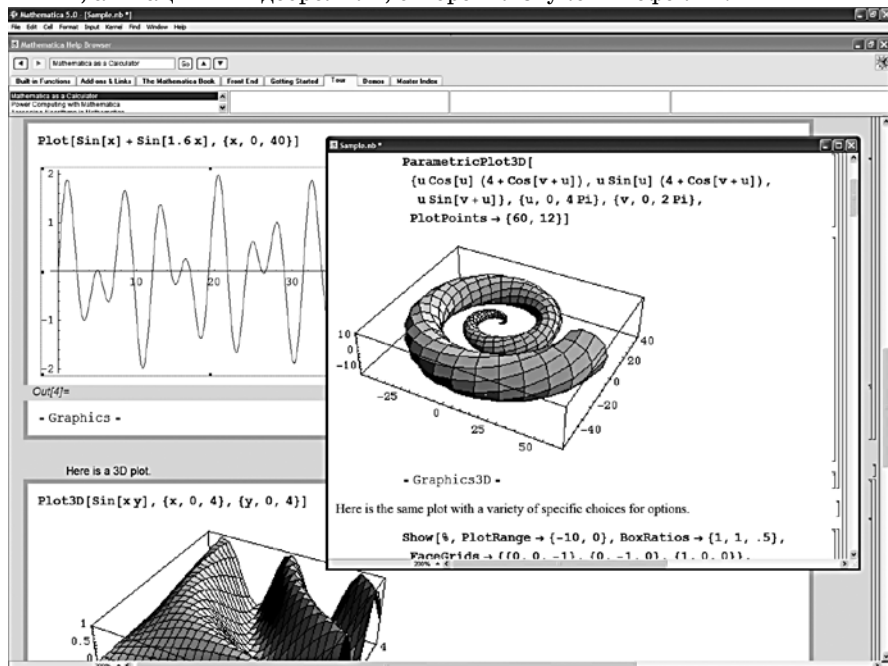 Mathematica 5.0 - [Sample.nb *]
File Edit Cell Format Input Kernel Find Window Help
Mathematica Help Browser
Mathematica as a Calculator Go
Built-in Functions Add-ons & Links The Mathematica Book Front End Getting Started Tour Demos Master Index
Mathematica as a Calculator
Power Computing with Mathematica
Accessing Algorithms in Mathematica
Plot[Sin[x] + Sin[1.6 x], {x, 0, 40}]
2
1
10 20 30
-1
-2
Out[4]=
- Graphics -
Here is a 3D plot.
Plot3D[Sin[x y], {x, 0, 4}, {y, 0, 4}]
1
0.5
0
4
200%
Sample.nb *
ParametricPlot3D[
{u Cos[u] (4 + Cos[v + u]), u Sin[u] (4 + Cos[v + u]),
u Sin[v + u]}, {u, 0, 4 Pi}, {v, 0, 2 Pi},
PlotPoints → {60, 12}]
10
0
-10
-25
0
25
50
40
20
0
-20
-40
- Graphics3D -
Here is the same plot with a variety of specific choices for options.
Show[%, PlotRange → {-10, 0}, BoxRatios → {1, 1, .5},
FaceGrids → {{0, 0, -1}, {0, -1, 0}, {1, 0, 0}},
200%